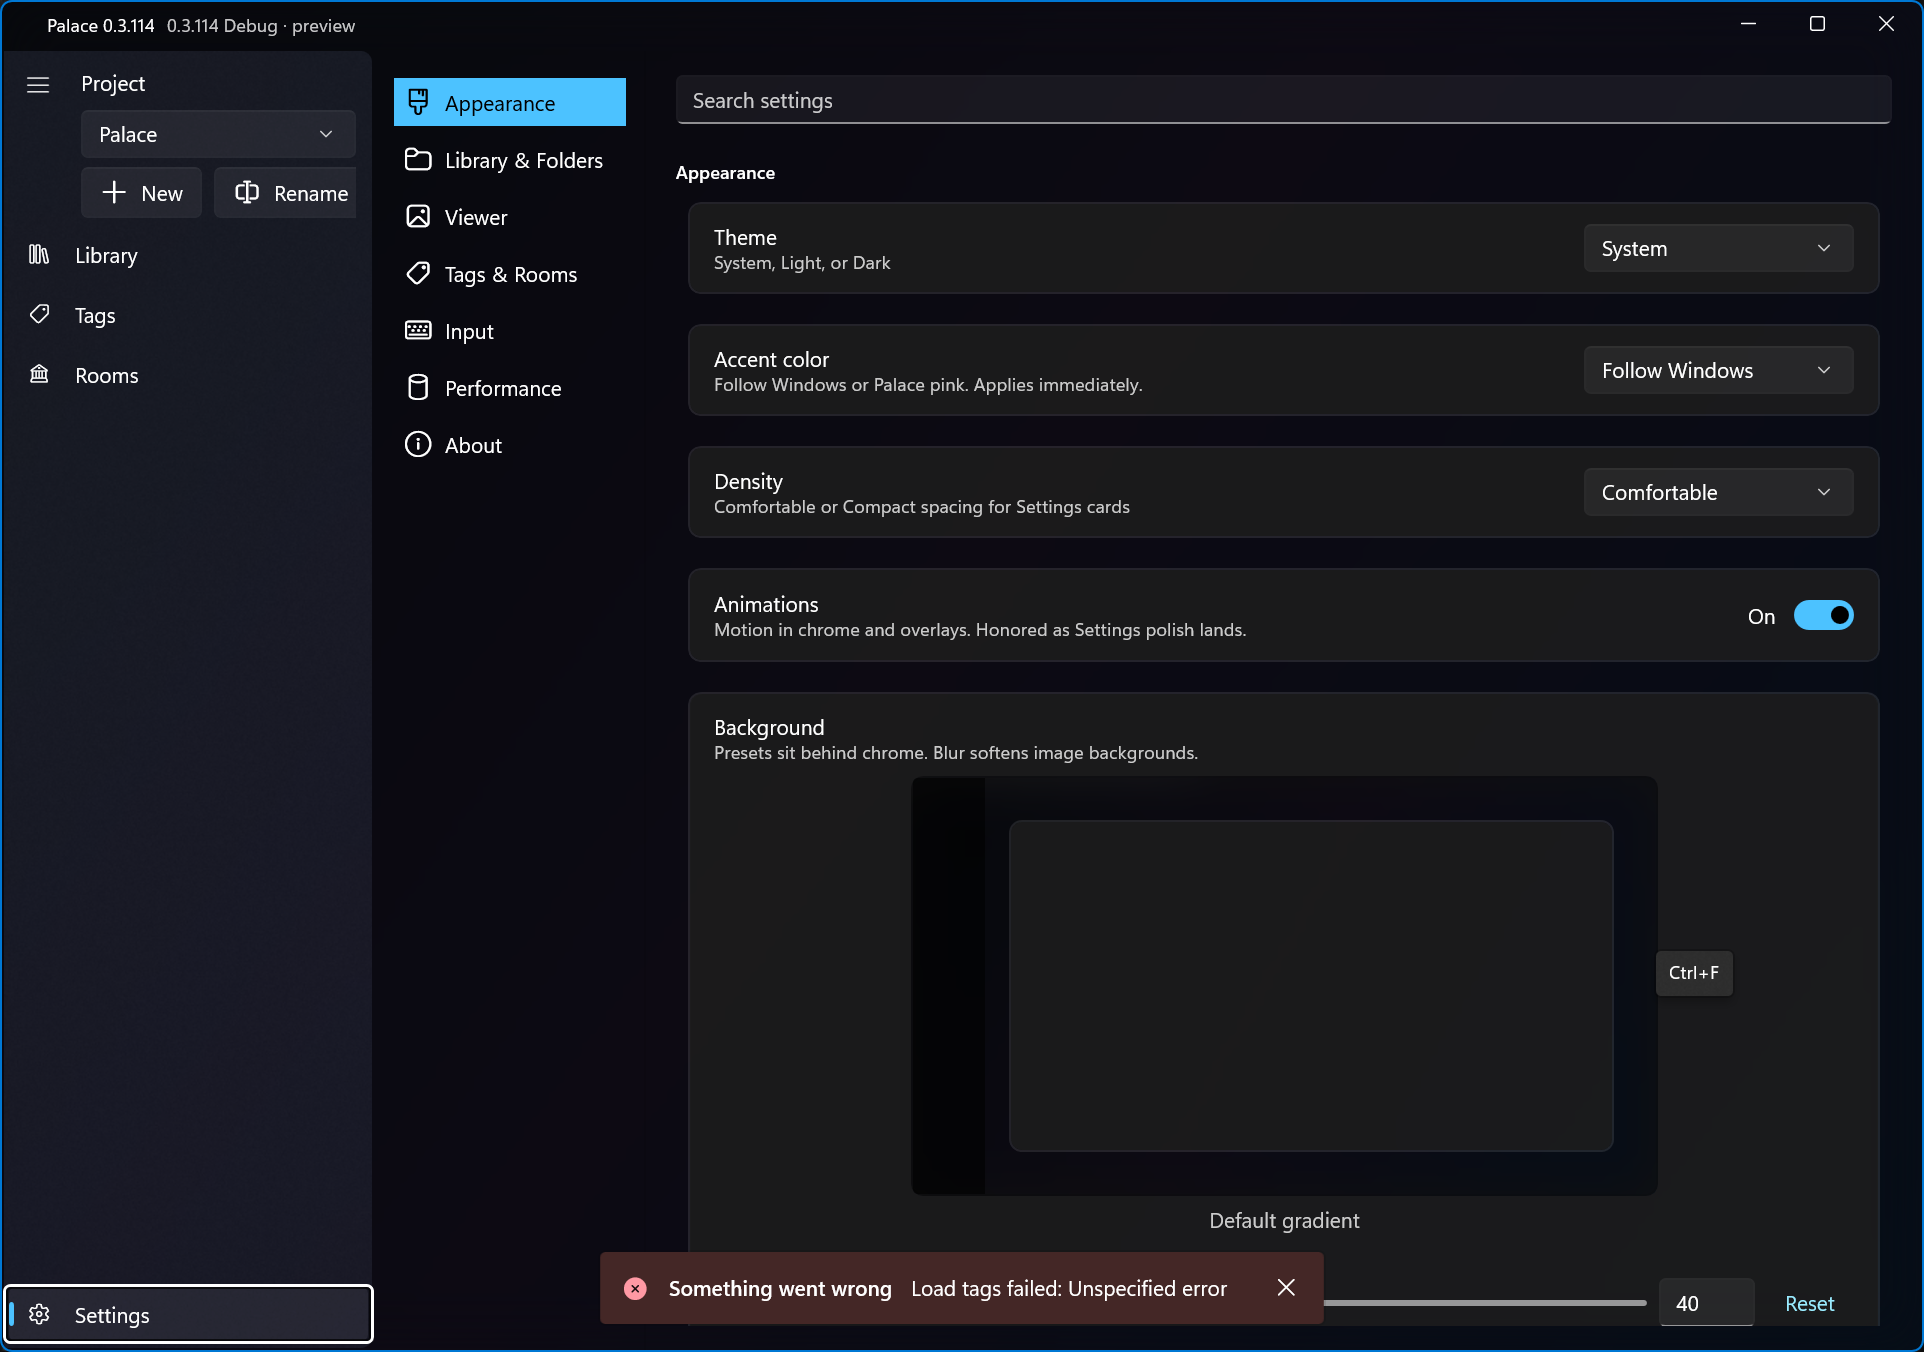 Palace 0.3.114 0.3.114 Debug · preview
Project
Palace
New
Rename
Library
Tags
Rooms
Settings
Appearance
Library & Folders
Viewer
Tags & Rooms
Input
Performance
About
Search settings
Appearance
Theme
System, Light, or Dark
System
Accent color
Follow Windows or Palace pink. Applies immediately.
Follow Windows
Density
Comfortable or Compact spacing for Settings cards
Comfortable
Animations
Motion in chrome and overlays. Honored as Settings polish lands.
On
Background
Presets sit behind chrome. Blur softens image backgrounds.
Ctrl+F
Default gradient
Something went wrong Load tags failed: Unspecified error
40
Reset